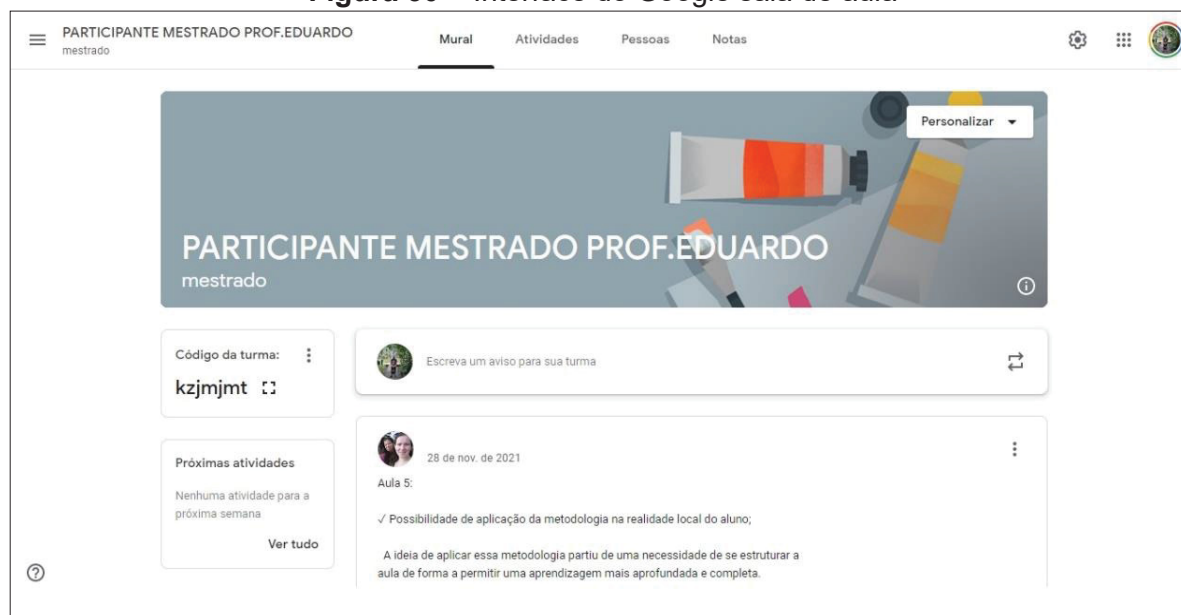 PARTICIPANTE MESTRADO PROF.EDUARDO
mestrado
Mural
Atividades
Pessoas
Notas
Personalizar
PARTICIPANTE MESTRADO PROF.EDUARDO
mestrado
Código da turma:
kzjmjmt
Escreva um aviso para sua turma
Próximas atividades
Nenhuma atividade para a
próxima semana
Ver tudo
28 de nov. de 2021
Aula 5:
✓ Possibilidade de aplicação da metodologia na realidade local do aluno;
A ideia de aplicar essa metodologia partiu de uma necessidade de se estruturar a
aula de forma a permitir uma aprendizagem mais aprofundada e completa.